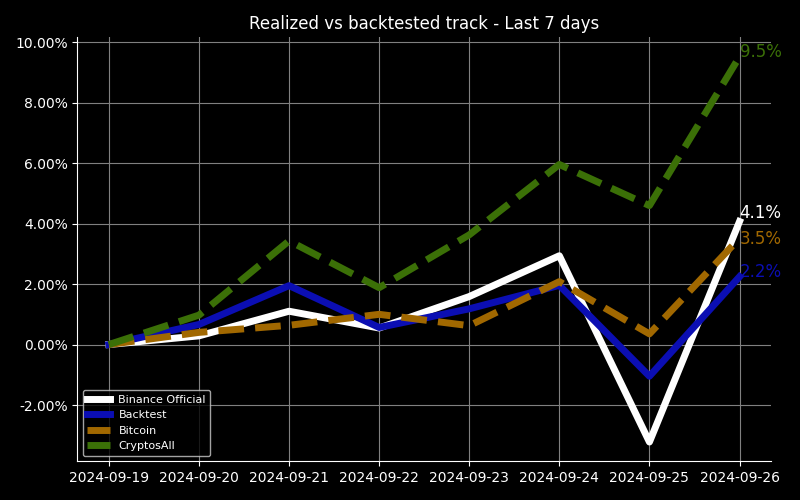 Realized vs backtested track - Last 7 days
10.00%
8.00%
6.00%
4.00%
2.00%
0.00%
-2.00%
9.5%
4.1%
3.5%
2.2%
Binance Official
Backtest
Bitcoin
CryptosAll
2024-09-19 2024-09-20 2024-09-21 2024-09-22 2024-09-23 2024-09-24 2024-09-25 2024-09-26